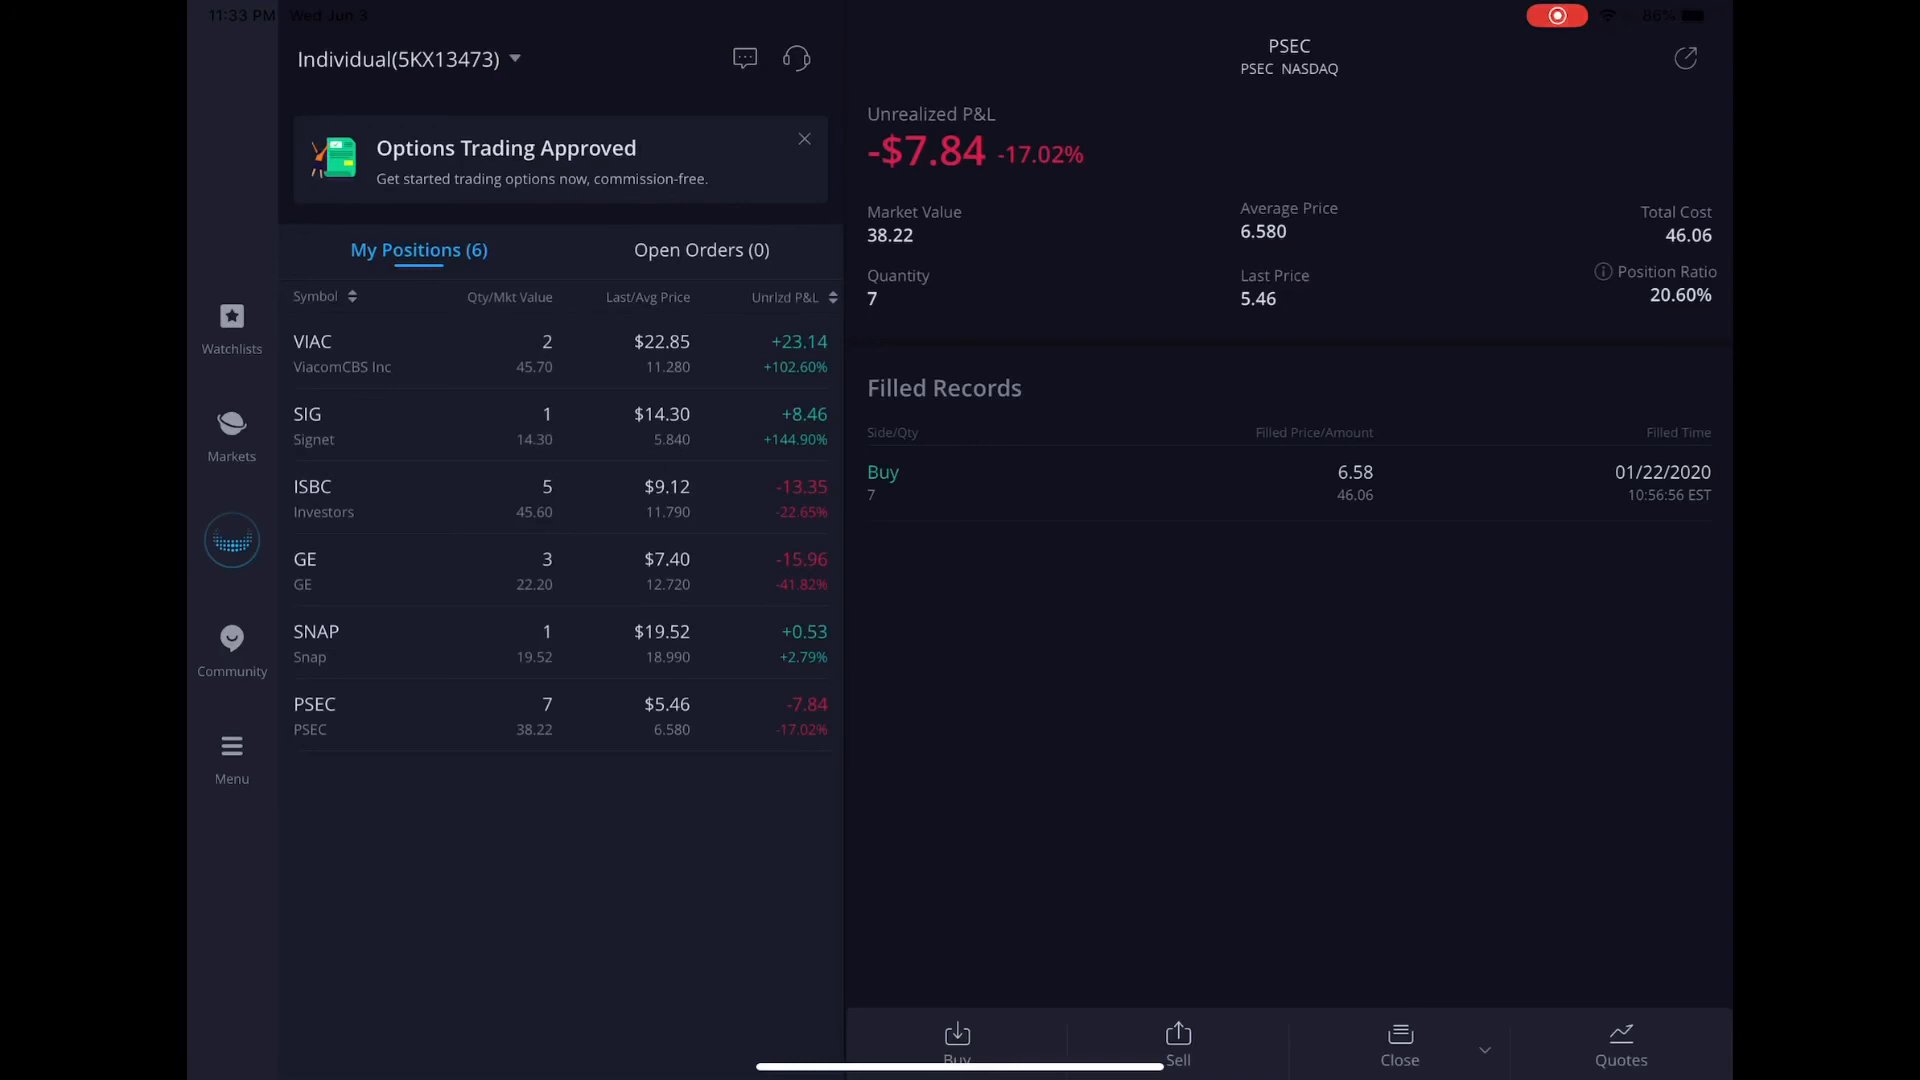 11:33 PM Wed Jun 3
86%
Individual(5KX13473)
Options Trading Approved
Get started trading options now, commission-free.
My Positions (6) Open Orders (0)
Symbol Qty/Mkt Value Last/Avg Price Unrlzd P&L
VIAC 2 $22.85 +23.14
ViacomCBS Inc 45.70 11.280 +102.60%
SIG 1 $14.30 +8.46
Signet 14.30 5.840 +144.90%
ISBC 5 $9.12 -13.35
Investors 45.60 11.790 -22.65%
GE 3 $7.40 -15.96
GE 22.20 12.720 -41.82%
SNAP 1 $19.52 +0.53
Snap 19.52 18.990 +2.79%
PSEC 7 $5.46 -7.84
PSEC 38.22 6.580 -17.02%
Watchlists
Markets
Community
Menu
PSEC
PSEC NASDAQ
Unrealized P&L
-$7.84 -17.02%
Market Value Average Price Total Cost
38.22 6.580 46.06
Quantity Last Price Position Ratio
7 5.46 20.60%
Filled Records
Side/Qty Filled Price/Amount Filled Time
Buy 6.58 01/22/2020
7 46.06 10:56:56 EST
Buy Sell Close Quotes